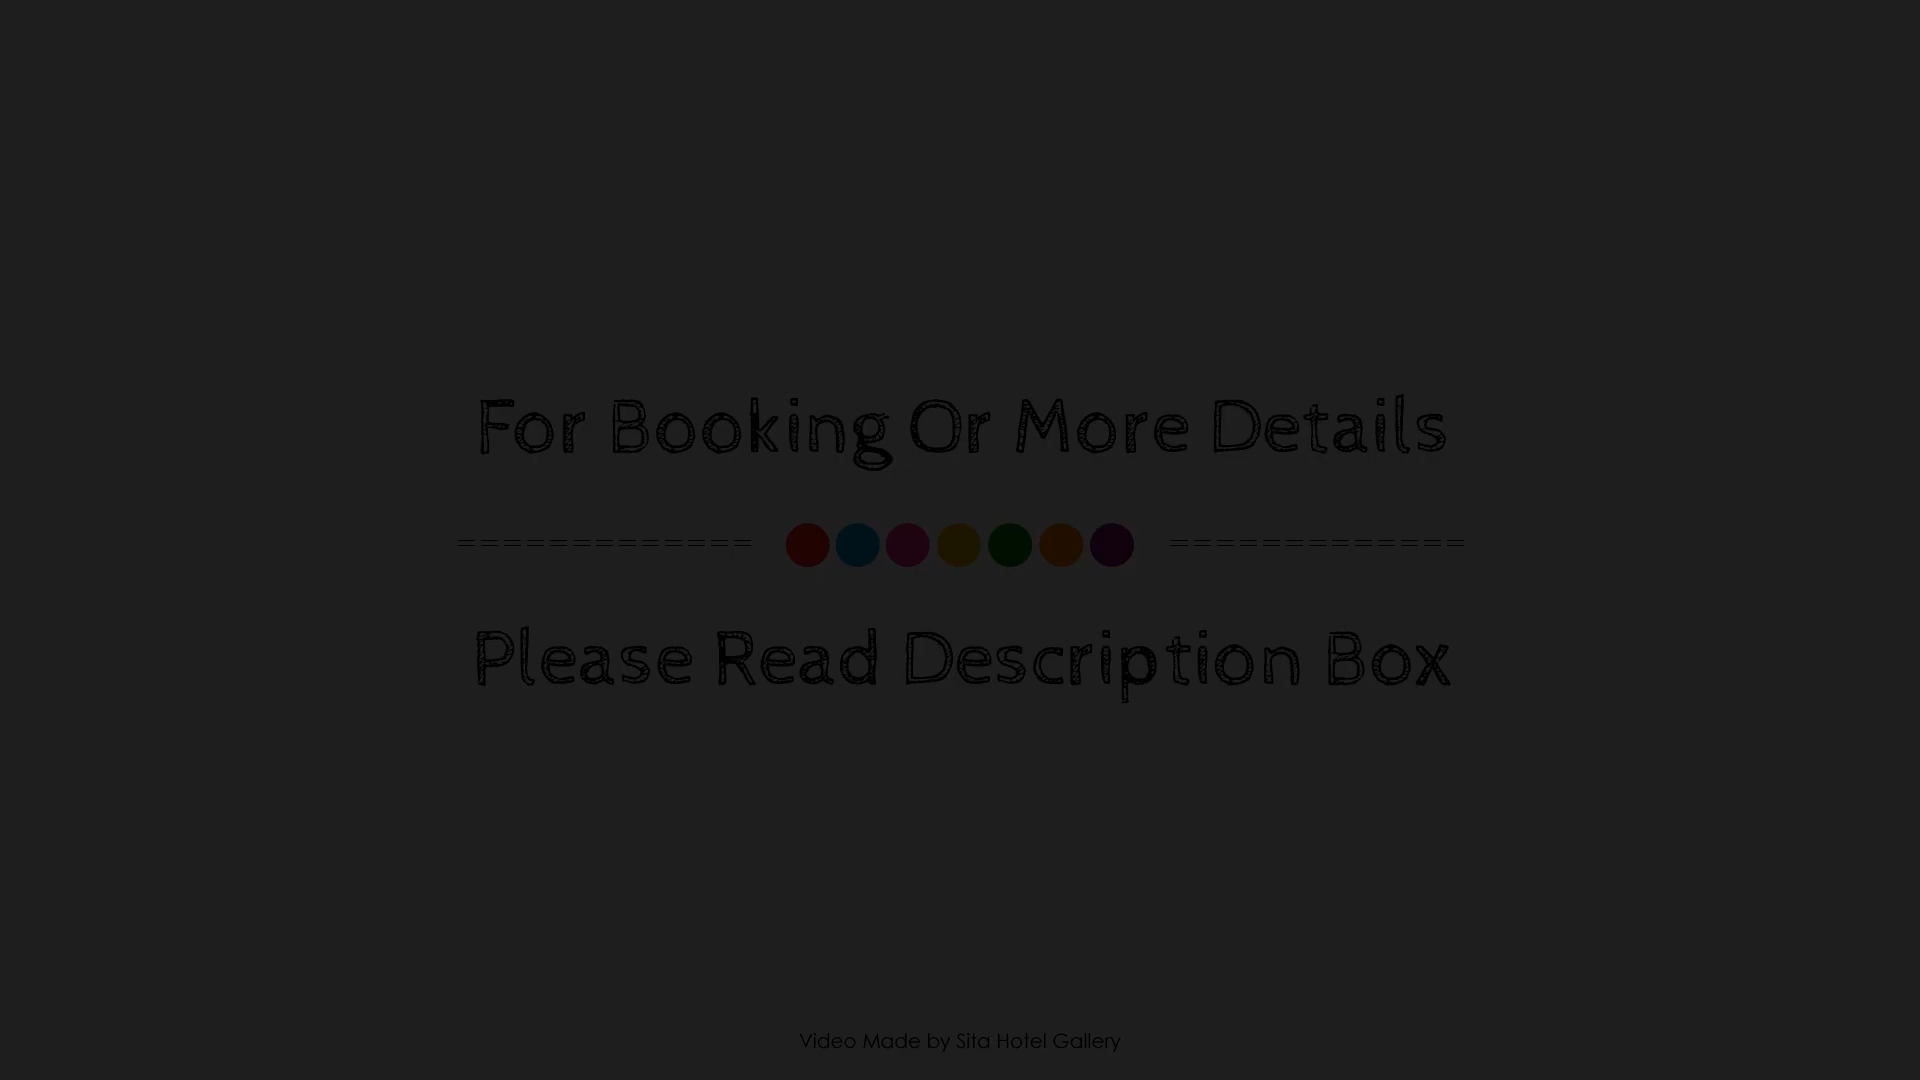 For Booking Or More Details
============= =============
Please Read Description Box
Video Made by Sita Hotel Gallery